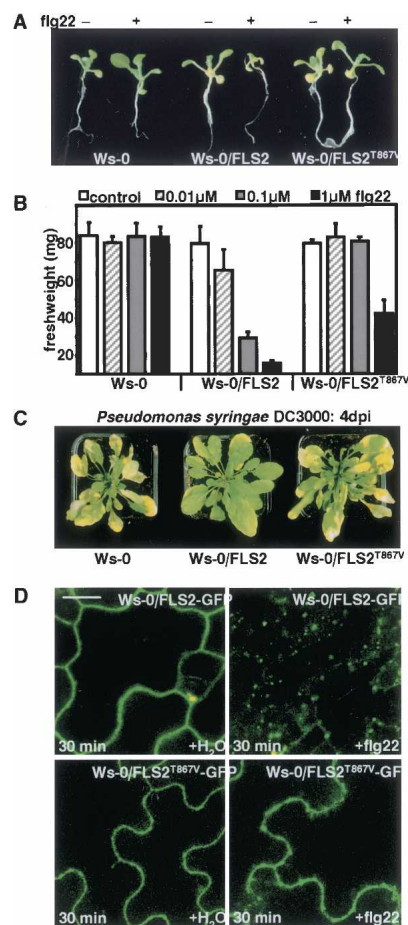 A flg22 – + – + – +
Ws-0 Ws-0/FLS2 Ws-0/FLS2T867V
B
control 0.01µM 0.1µM 1µM flg22
freshweight (mg)
80
60
40
20
Ws-0 Ws-0/FLS2 Ws-0/FLS2T867V
C
Pseudomonas syringae DC3000: 4dpi
Ws-0 Ws-0/FLS2 Ws-0/FLS2T867V
D
Ws-0/FLS2-GFP Ws-0/FLS2-GFP
30 min +H2O 30 min +flg22
Ws-0/FLS2T867V-GFP Ws-0/FLS2T867V-GF
30 min +H2O 30 min +flg22